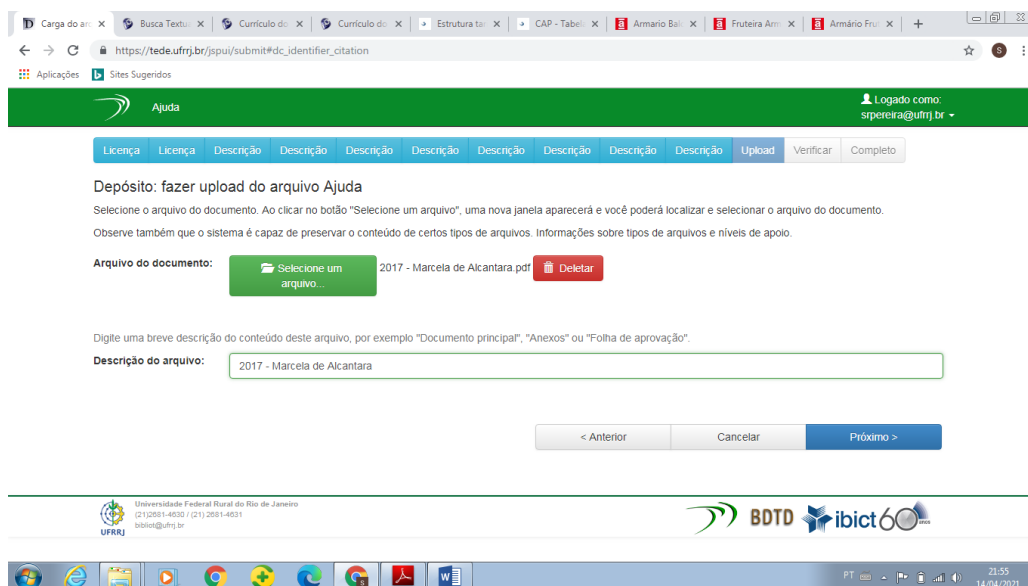 Carga do arc
Busca Textu
Currículo do
Currículo do
Estrutura ta
CAP - Tabel
Armario Bal
Fruteira Arm
Armário Fru
https://tede.ufrrj.br/jspui/submit#dc_identifier_citation
S
Aplicações
Sites Sugeridos
Ajuda
Logado como:
srpereira@ufrrj.br
Licença Licença Descrição Descrição Descrição Descrição Descrição Descrição Descrição Descrição Upload Verificar Completo
Depósito: fazer upload do arquivo Ajuda
Selecione o arquivo do documento. Ao clicar no botão "Selecione um arquivo", uma nova janela aparecerá e você poderá localizar e selecionar o arquivo do documento.
Observe também que o sistema é capaz de preservar o conteúdo de certos tipos de arquivos. Informações sobre tipos de arquivos e níveis de apoio.
Arquivo do documento:
Selecione um
arquivo...
2017 - Marcela de Alcantara.pdf
Deletar
Digite uma breve descrição do conteúdo deste arquivo, por exemplo "Documento principal", "Anexos" ou "Folha de aprovação".
Descrição do arquivo:
2017 - Marcela de Alcantara
< Anterior
Cancelar
Próximo >
Universidade Federal Rural do Rio de Janeiro
(21)2681-4630 / (21) 2681-4631
bibliot@ufrrj.br
UFRRJ
BDTD
ibict 60 anos
PT
21:55
14/04/2021